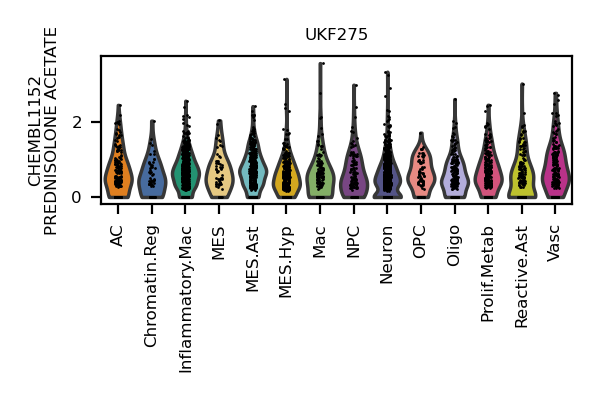 UKF275
CHEMBL1152
PREDNISOLONE ACETATE
2
0
AC
Chromatin.Reg
Inflammatory.Mac
MES
MES.Ast
MES.Hyp
Mac
NPC
Neuron
OPC
Oligo
Prolif.Metab
Reactive.Ast
Vasc